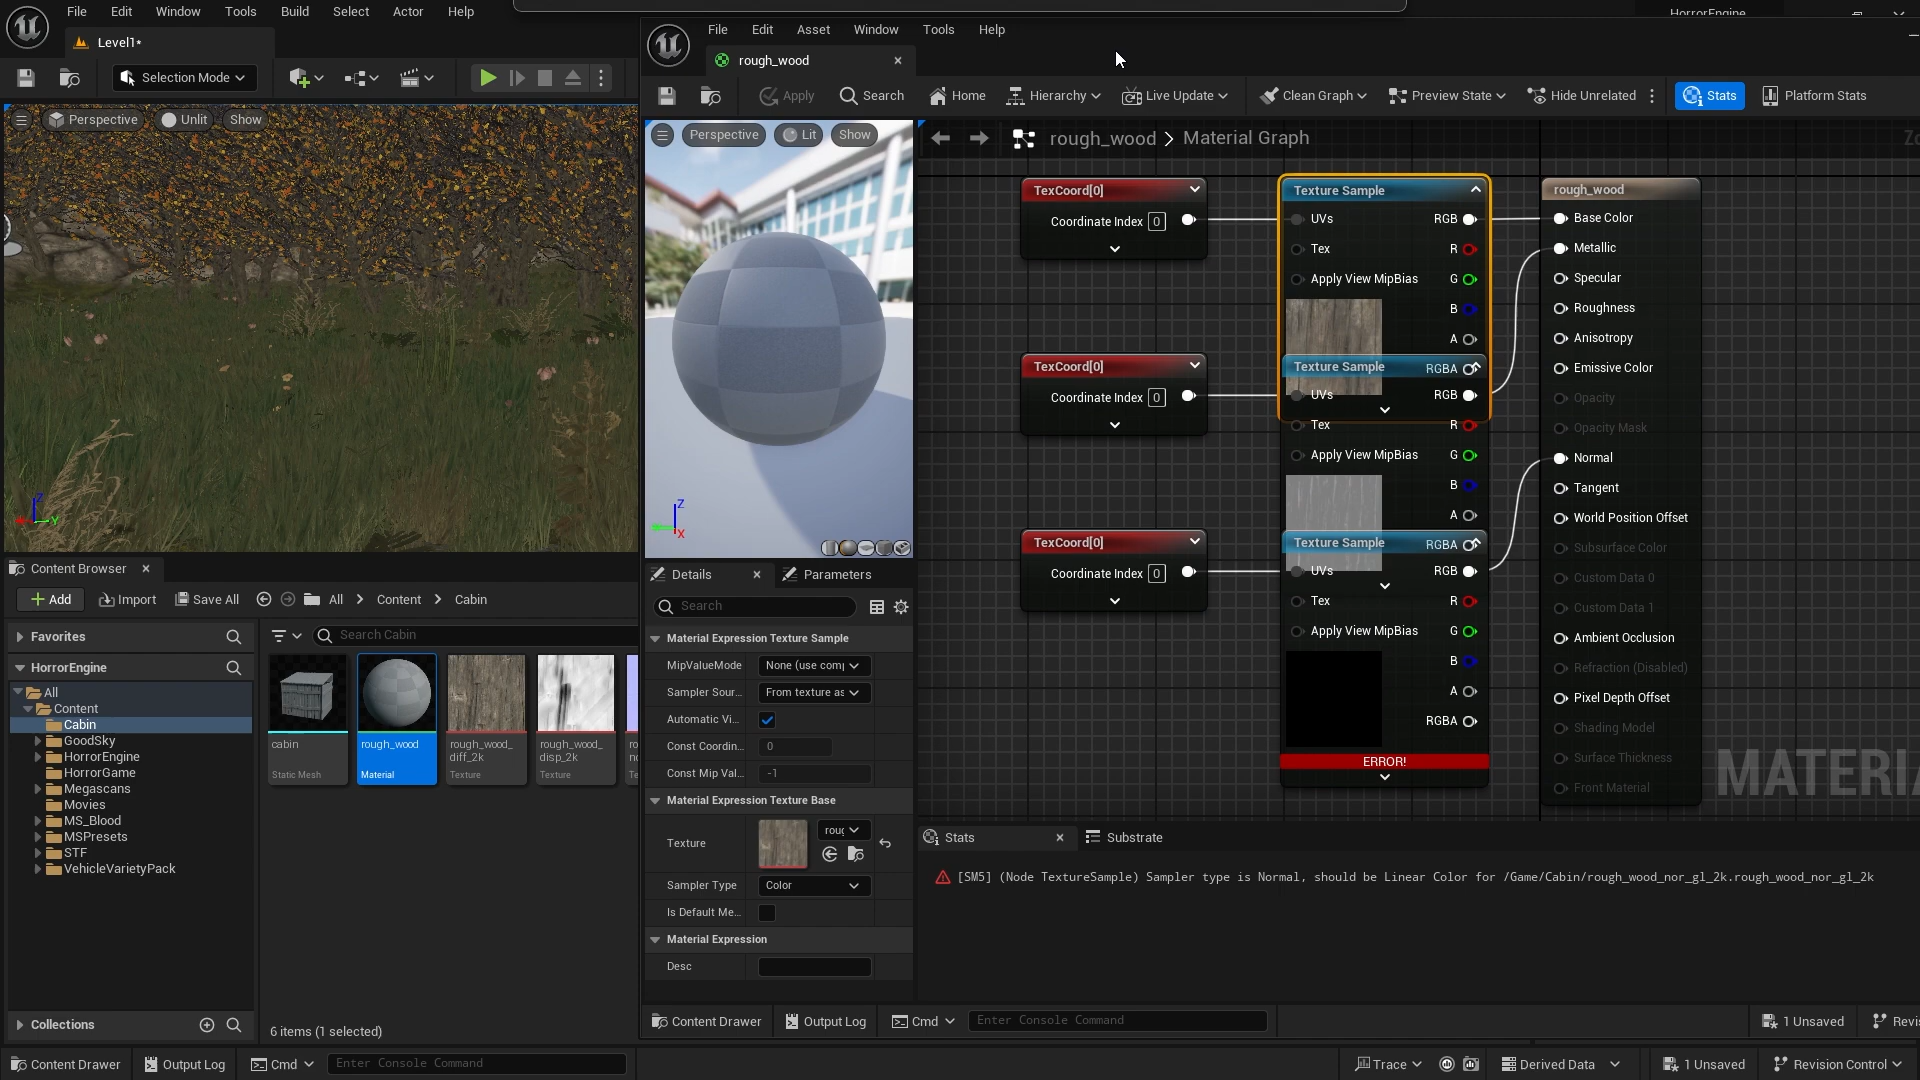 File Edit Window Tools Build Select Actor Help
HorrorEngine
Level1*
Selection Mode
File Edit Asset Window Tools Help
rough_wood
Apply Search Home Hierarchy Live Update Clean Graph Preview State Hide Unrelated Stats Platform Stats
Perspective Unlit Show
Perspective Lit Show
rough_wood > Material Graph
TexCoord[0]
Coordinate Index 0
Texture Sample
UVs RGB
Tex R
Apply View MipBias G
B
A
RGBA
TexCoord[0]
Coordinate Index 0
Texture Sample
UVs RGB
Tex R
Apply View MipBias G
B
A
RGBA
TexCoord[0]
Coordinate Index 0
Texture Sample
UVs RGB
Tex R
Apply View MipBias G
B
A
RGBA
ERROR!
rough_wood
Base Color
Metallic
Specular
Roughness
Anisotropy
Emissive Color
Opacity
Opacity Mask
Normal
Tangent
World Position Offset
Subsurface Color
Custom Data 0
Custom Data 1
Ambient Occlusion
Refraction (Disabled)
Pixel Depth Offset
Shading Model
Surface Thickness
Front Material
Z
Y
Z
X
Content Browser
Add Import Save All All > Content > Cabin
Favorites
HorrorEngine
All
Content
Cabin
GoodSky
HorrorEngine
HorrorGame
Megascans
Movies
MS_Blood
MSPresets
STF
VehicleVarietyPack
Collections
Search Cabin
cabin
Static Mesh
rough_wood
Material
rough_wood_
diff_2k
Texture
rough_wood_
disp_2k
Texture
6 items (1 selected)
Details Parameters
Search
Material Expression Texture Sample
MipValueMode None (use comp
Sampler Sour... From texture as
Automatic Vi...
Const Coordin... 0
Const Mip Val... -1
Material Expression Texture Base
Texture roug
Sampler Type Color
Is Default Me...
Material Expression
Desc
Stats Substrate
[SM5] (Node TextureSample) Sampler type is Normal, should be Linear Color for /Game/Cabin/rough_wood_nor_gl_2k.rough_wood_nor_gl_2k
Content Drawer Output Log Cmd Enter Console Command 1 Unsaved Revi
Content Drawer Output Log Cmd Enter Console Command Trace Derived Data 1 Unsaved Revision Control